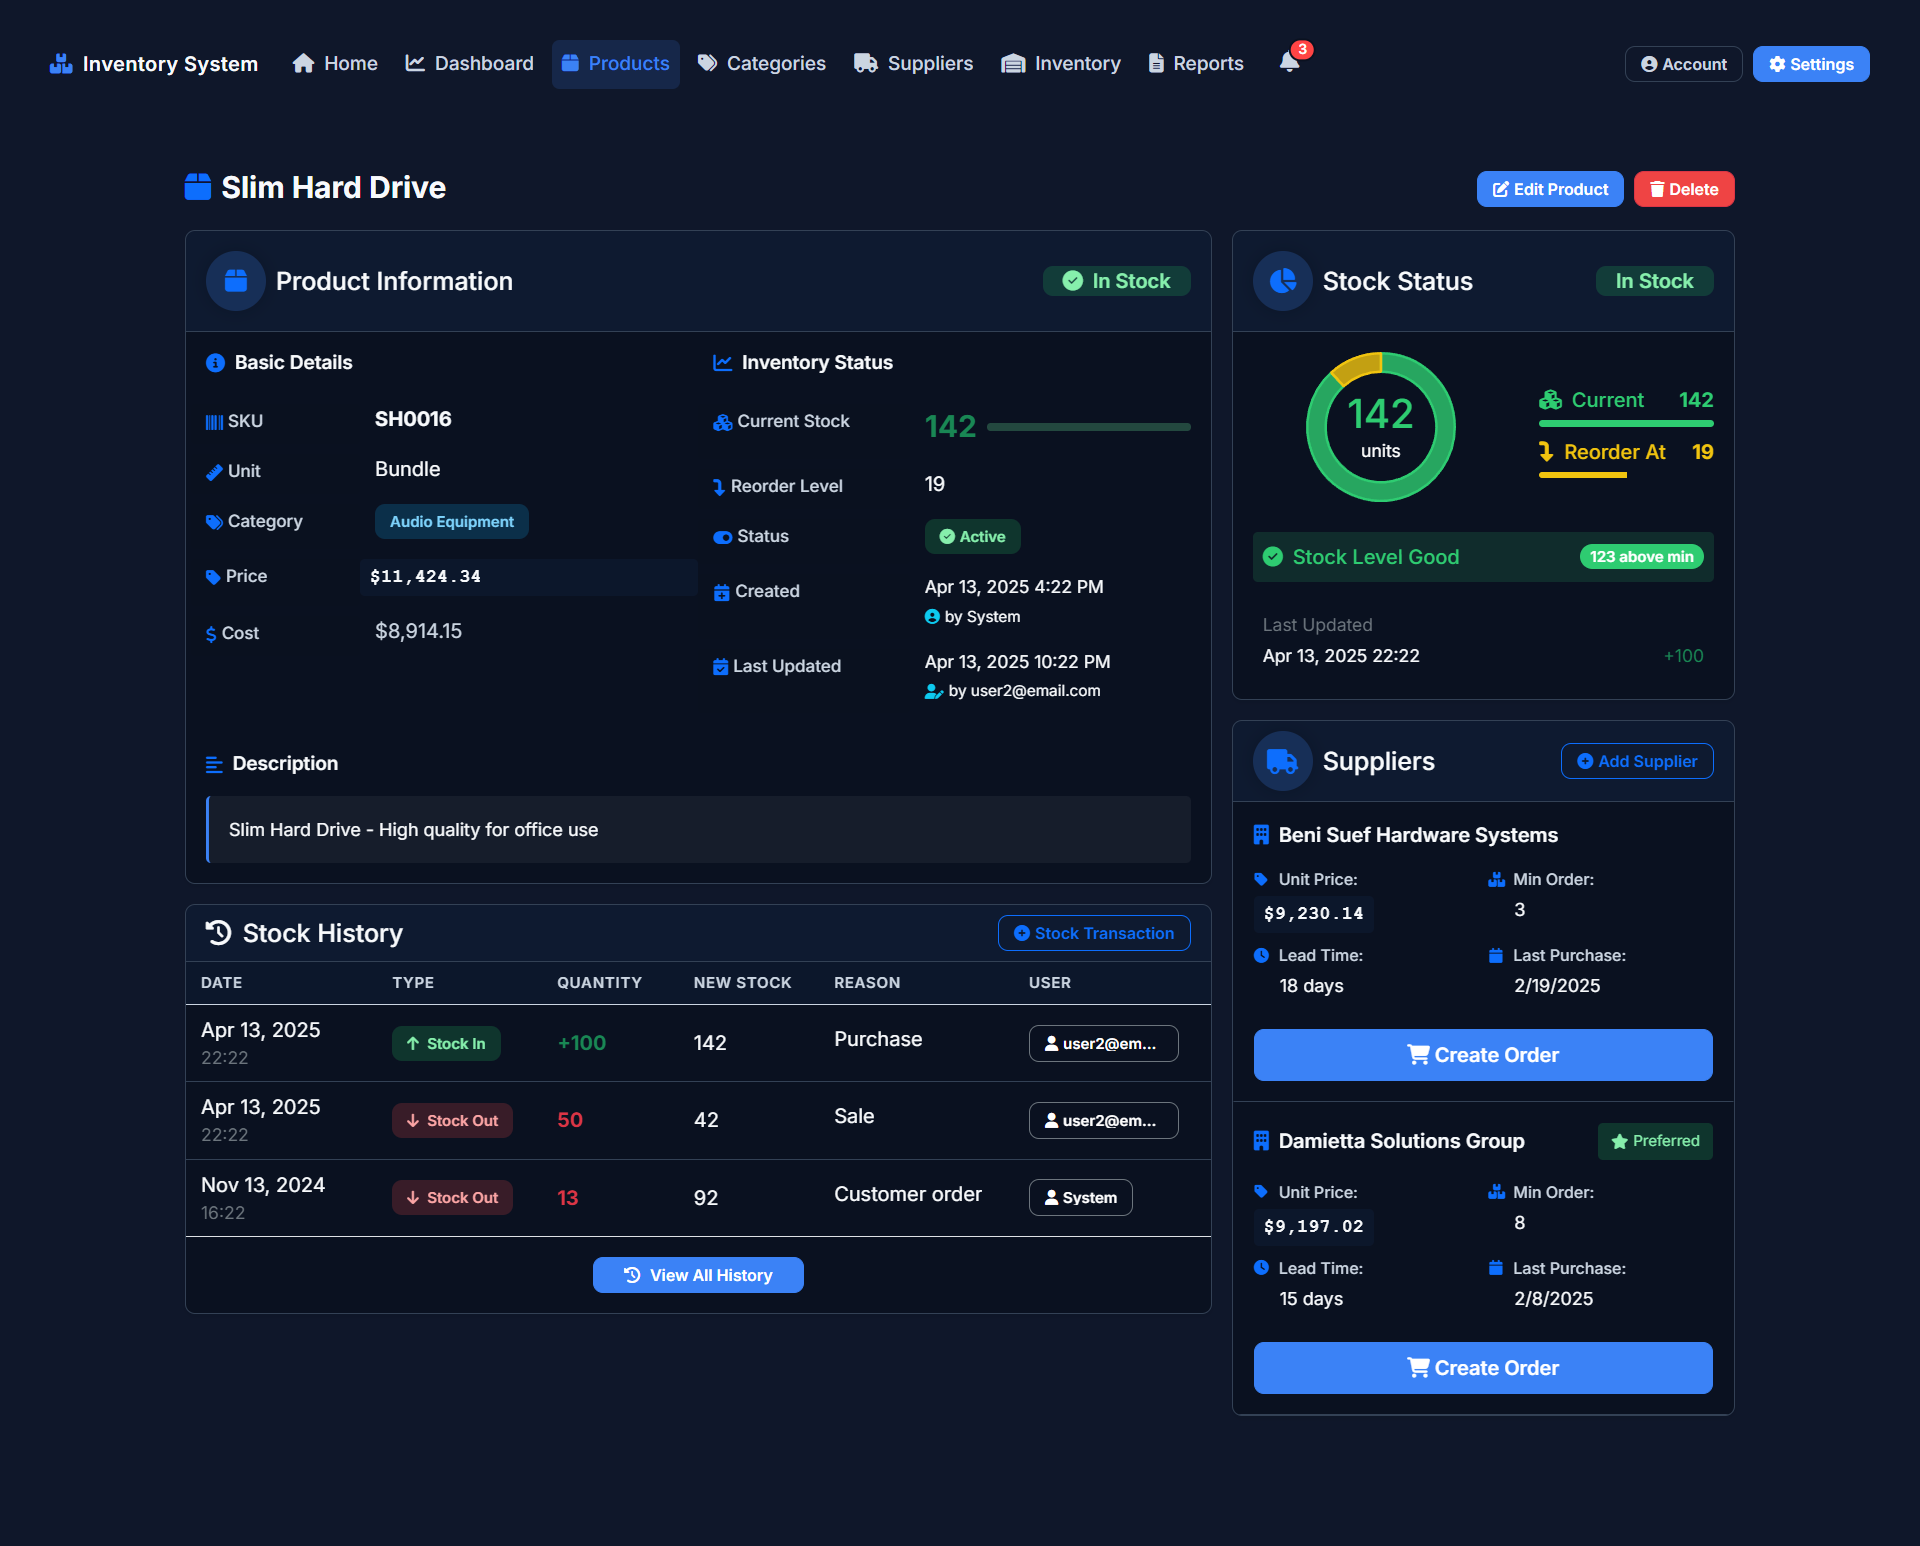 Inventory System
Home
Dashboard
Products
Categories
Suppliers
Inventory
Reports
3
Account
Settings
Slim Hard Drive
Edit Product
Delete
Product Information
In Stock
Basic Details
SKU
SH0016
Unit
Bundle
Category
Audio Equipment
Price
$11,424.34
Cost
$8,914.15
Inventory Status
Current Stock
142
Reorder Level
19
Status
Active
Created
Apr 13, 2025 4:22 PM
by System
Last Updated
Apr 13, 2025 10:22 PM
by user2@email.com
Description
Slim Hard Drive - High quality for office use
Stock History
Stock Transaction
DATE TYPE QUANTITY NEW STOCK REASON USER
Apr 13, 2025
22:22
Stock In
+100
142
Purchase
user2@em...
Apr 13, 2025
22:22
Stock Out
50
42
Sale
user2@em...
Nov 13, 2024
16:22
Stock Out
13
92
Customer order
System
View All History
Stock Status
In Stock
142
units
Current 142
Reorder At 19
Stock Level Good
123 above min
Last Updated
Apr 13, 2025 22:22
+100
Suppliers
Add Supplier
Beni Suef Hardware Systems
Unit Price:
$9,230.14
Min Order:
3
Lead Time:
18 days
Last Purchase:
2/19/2025
Create Order
Damietta Solutions Group
Preferred
Unit Price:
$9,197.02
Min Order:
8
Lead Time:
15 days
Last Purchase:
2/8/2025
Create Order